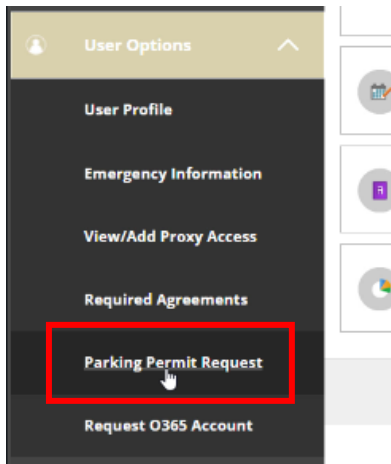 User Options
User Profile
Emergency Information
View/Add Proxy Access
Required Agreements
Parking Permit Request
Request O365 Account